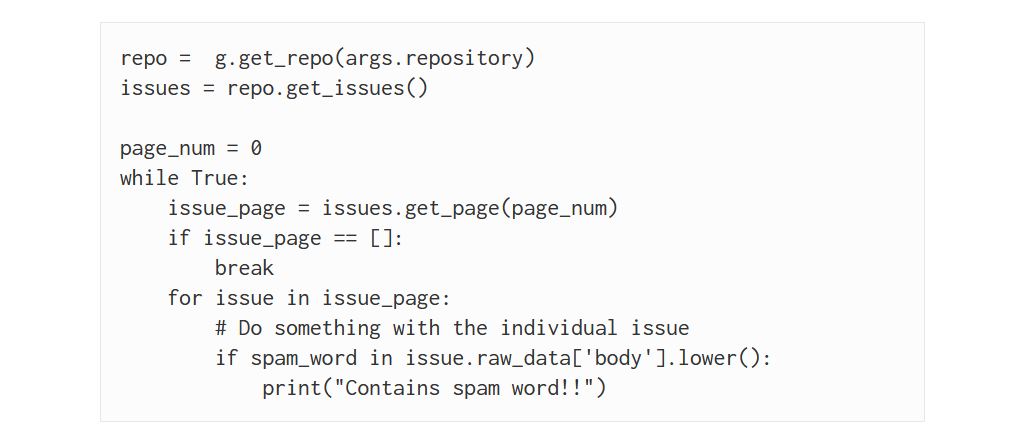 repo =  g.get_repo(args.repository)
issues = repo.get_issues()

page_num = 0
while True:
    issue_page = issues.get_page(page_num)
    if issue_page == []:
        break
    for issue in issue_page:
        # Do something with the individual issue
        if spam_word in issue.raw_data['body'].lower():
            print("Contains spam word!!")